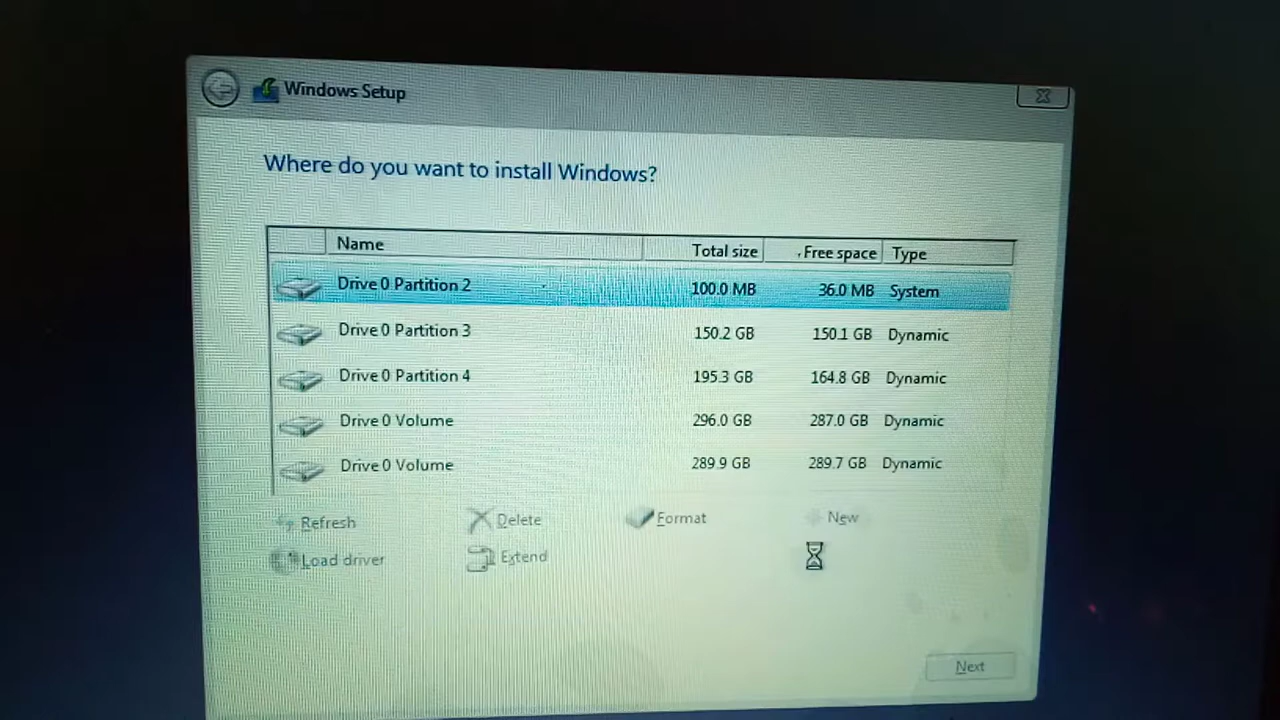 Windows Setup
Where do you want to install Windows?
Name Total size Free space Type
Drive 0 Partition 2 100.0 MB 36.0 MB System
Drive 0 Partition 3 150.2 GB 150.1 GB Dynamic
Drive 0 Partition 4 195.3 GB 164.8 GB Dynamic
Drive 0 Volume 296.0 GB 287.0 GB Dynamic
Drive 0 Volume 289.9 GB 289.7 GB Dynamic
Refresh Delete Format New
Load driver Extend
Next